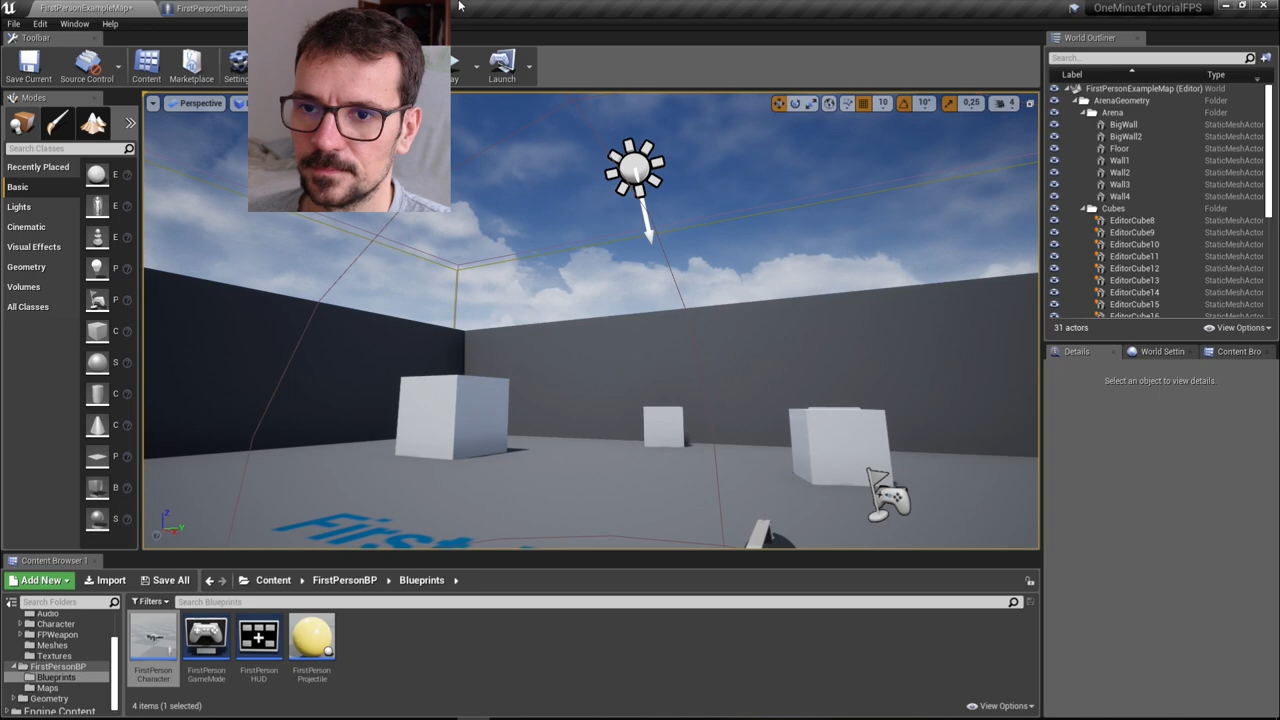 FirstPersonExampleMap*
FirstPersonCharac
OneMinuteTutorialFPS
File
Edit
Window
Help
Toolbar
World Outliner
Save Current
Source Control
Content
Marketplace
Launch
Search...
Label
Type
FirstPersonExampleMap (Editor)
World
ArenaGeometry
Folder
Arena
Folder
BigWall
StaticMeshActor
BigWall2
StaticMeshActor
Floor
StaticMeshActor
Wall1
StaticMeshActor
Wall2
StaticMeshActor
Wall3
StaticMeshActor
Wall4
StaticMeshActor
Cubes
Folder
EditorCube8
StaticMeshActor
EditorCube9
StaticMeshActor
EditorCube10
StaticMeshActor
EditorCube11
StaticMeshActor
EditorCube12
StaticMeshActor
EditorCube13
StaticMeshActor
EditorCube14
StaticMeshActor
EditorCube15
StaticMeshActor
31 actors
View Options
Modes
Search Classes
Recently Placed
Basic
Lights
Cinematic
Visual Effects
Geometry
Volumes
All Classes
E
E
E
P
P
C
S
C
C
P
B
S
Perspective
10
10°
0,25
4
First
Details
World Settin
Content Bro
Select an object to view details.
Content Browser 1
Add New
Import
Save All
Content
FirstPersonBP
Blueprints
Search Folders
Filters
Search Blueprints
Audio
Character
FPWeapon
Meshes
Textures
FirstPersonBP
Blueprints
Maps
Geometry
Engine Content
FirstPerson
Character
FirstPerson
GameMode
FirstPerson
HUD
FirstPerson
Projectile
4 items (1 selected)
View Options